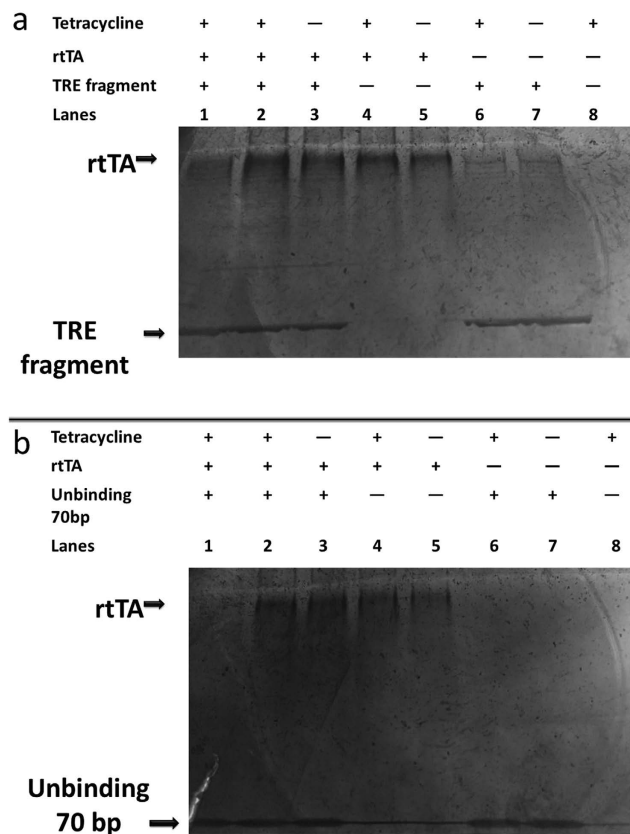 a
Tetracycline + + — + — + — +
rtTA + + + + + — — —
TRE fragment + + + — — + + —
Lanes 1 2 3 4 5 6 7 8
rtTA
TRE
fragment
b
Tetracycline + + — + — + — +
rtTA + + + + + — — —
Unbinding + + + — — + + —
70bp
Lanes 1 2 3 4 5 6 7 8
rtTA
Unbinding
70 bp